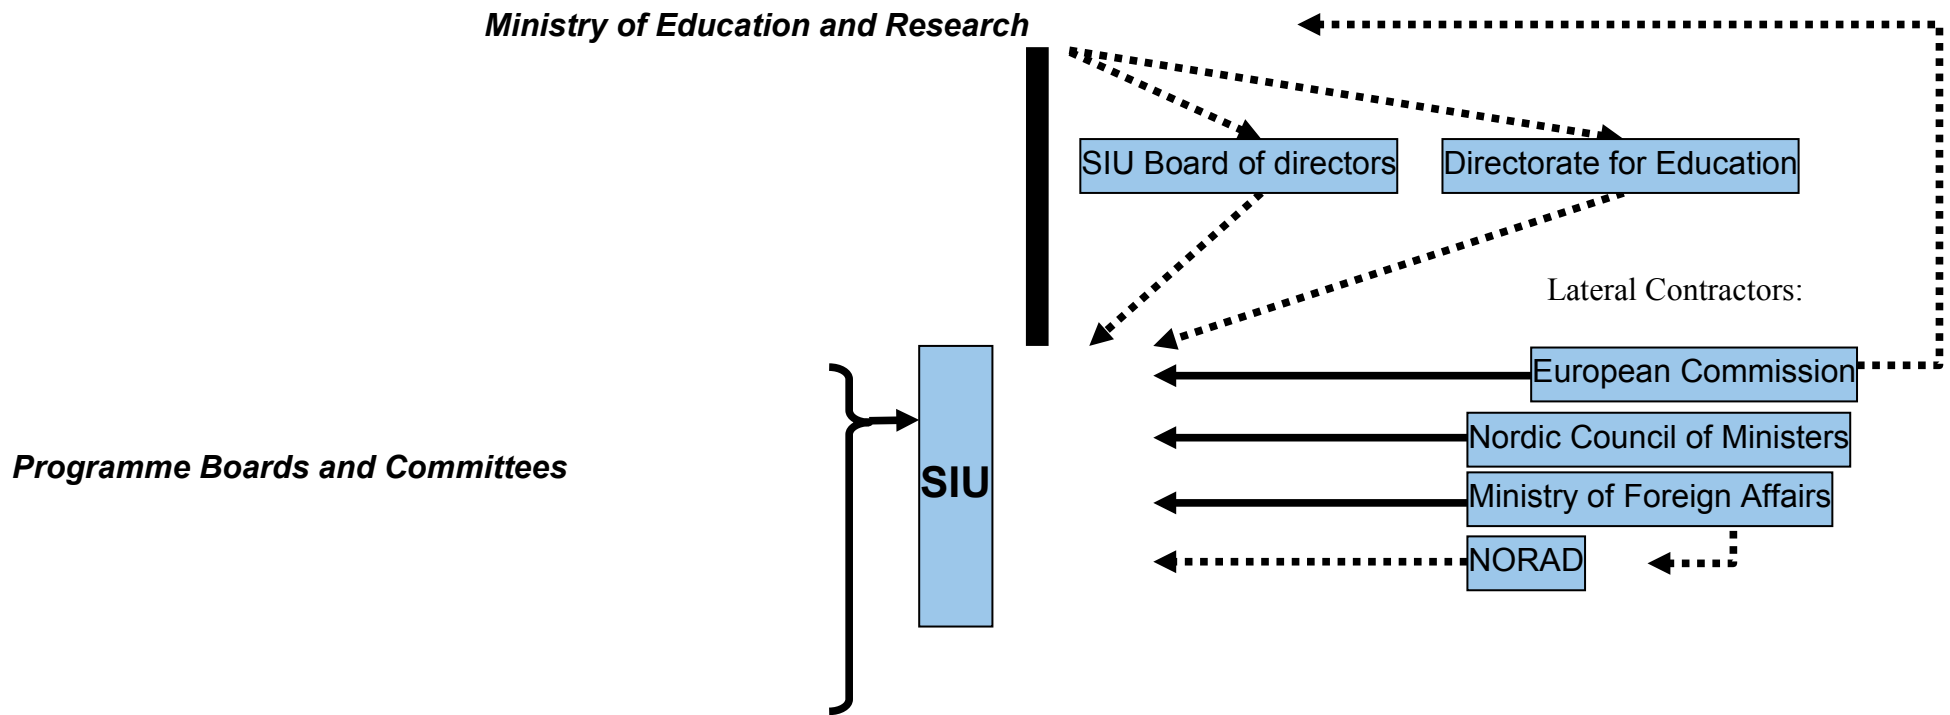 Ministry of Education and Research
SIU Board of directors
Directorate for Education
Lateral Contractors:
European Commission
Nordic Council of Ministers
Programme Boards and Committees
SIU
Ministry of Foreign Affairs
NORAD